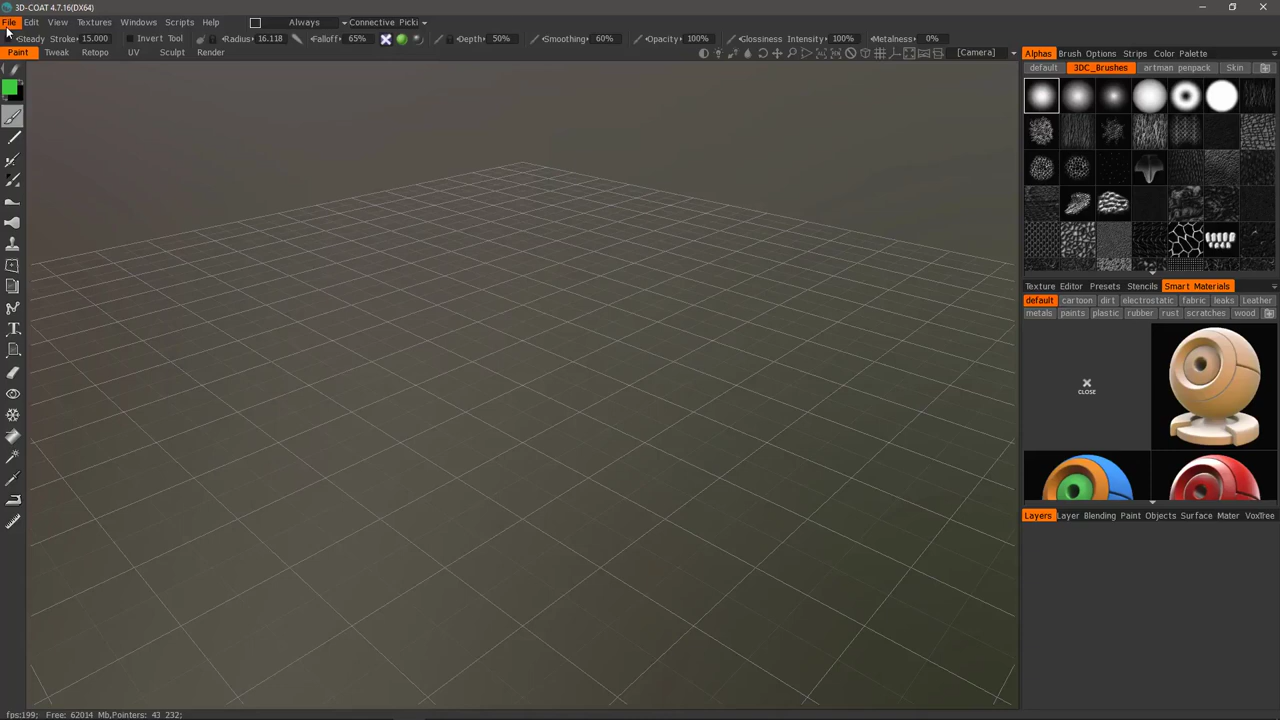 3D-COAT 4.7.16(DX64)
File Edit View Textures Windows Scripts Help Always Connective Picki
Steady Stroke 15,000 Invert Tool Radius 16.118 Falloff 65% Depth 50% Smoothing 60% Opacity 100% Glossiness Intensity 100% Metalness 0%
Paint Tweak Retopo UV Sculpt Render [Camera]
Alphas Brush Options Strips Color Palette
default 3DC_Brushes artman penpack Skin
Texture Editor Presets Stencils Smart Materials
default cartoon dirt electrostatic fabric leaks Leather
metals paints plastic rubber rust scratches wood
CLOSE
Layers Layer Blending Paint Objects Surface Mater VoxTree
fps:199; Free: 62014 Mb,Pointers: 43 232;